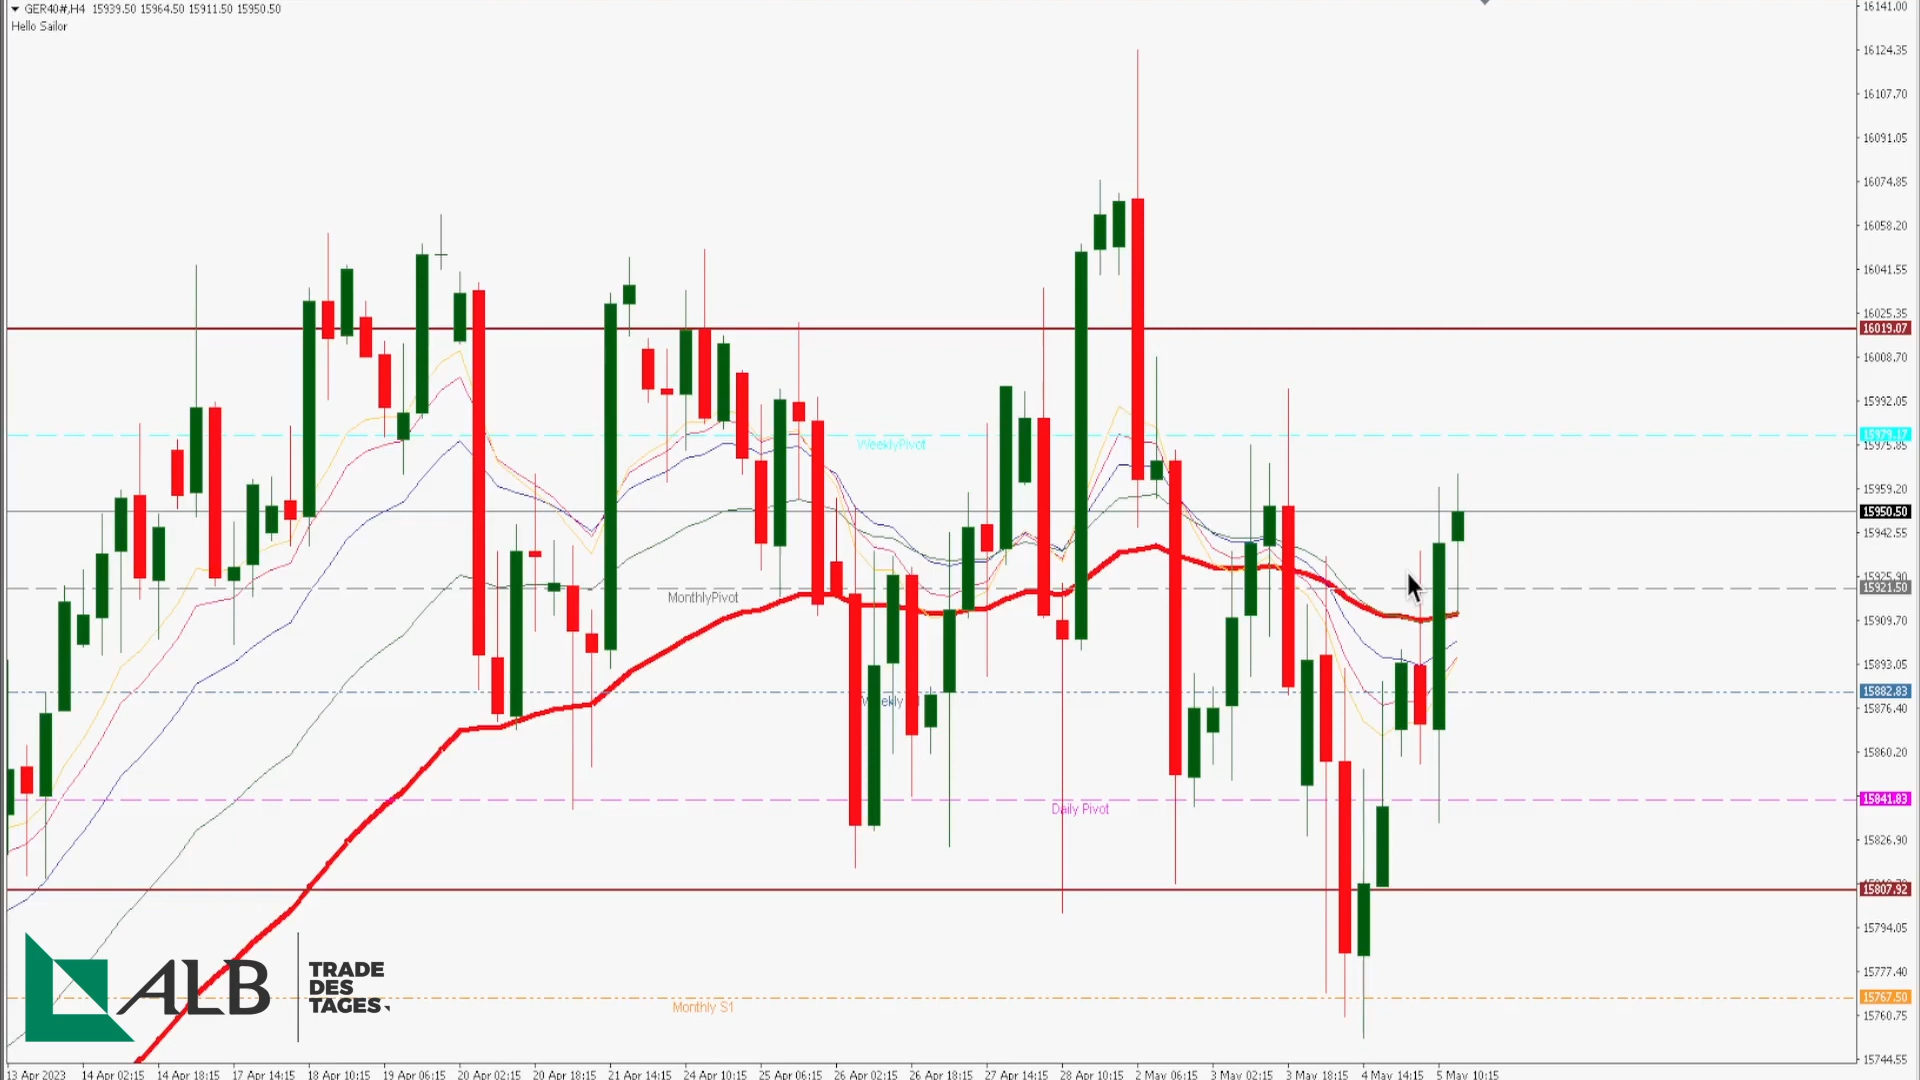 GER40#,H4 15939.50 15964.50 15911.50 15950.50
Hello Sailor
16141.00
16124.35
16107.70
16091.05
16074.85
16058.20
16041.55
16025.35
16019.07
16008.70
15992.05
15979.17
15975.85
15959.20
15950.50
15942.55
15925.90
15921.50
15909.70
15893.05
15882.83
15876.40
15860.20
15841.83
15826.90
15807.92
15794.05
15777.40
15767.50
15760.75
15744.55
WeeklyPivot
MonthlyPivot
Weekly
Daily Pivot
Monthly S1
ALB
TRADE
DES
TAGES
13 Apr 2023 14 Apr 02:15 14 Apr 18:15 17 Apr 14:15 18 Apr 10:15 19 Apr 06:15 20 Apr 02:15 20 Apr 18:15 21 Apr 14:15 24 Apr 10:15 25 Apr 06:15 26 Apr 02:15 26 Apr 18:15 27 Apr 14:15 28 Apr 10:15 2 May 06:15 3 May 02:15 3 May 18:15 4 May 14:15 5 May 10:15